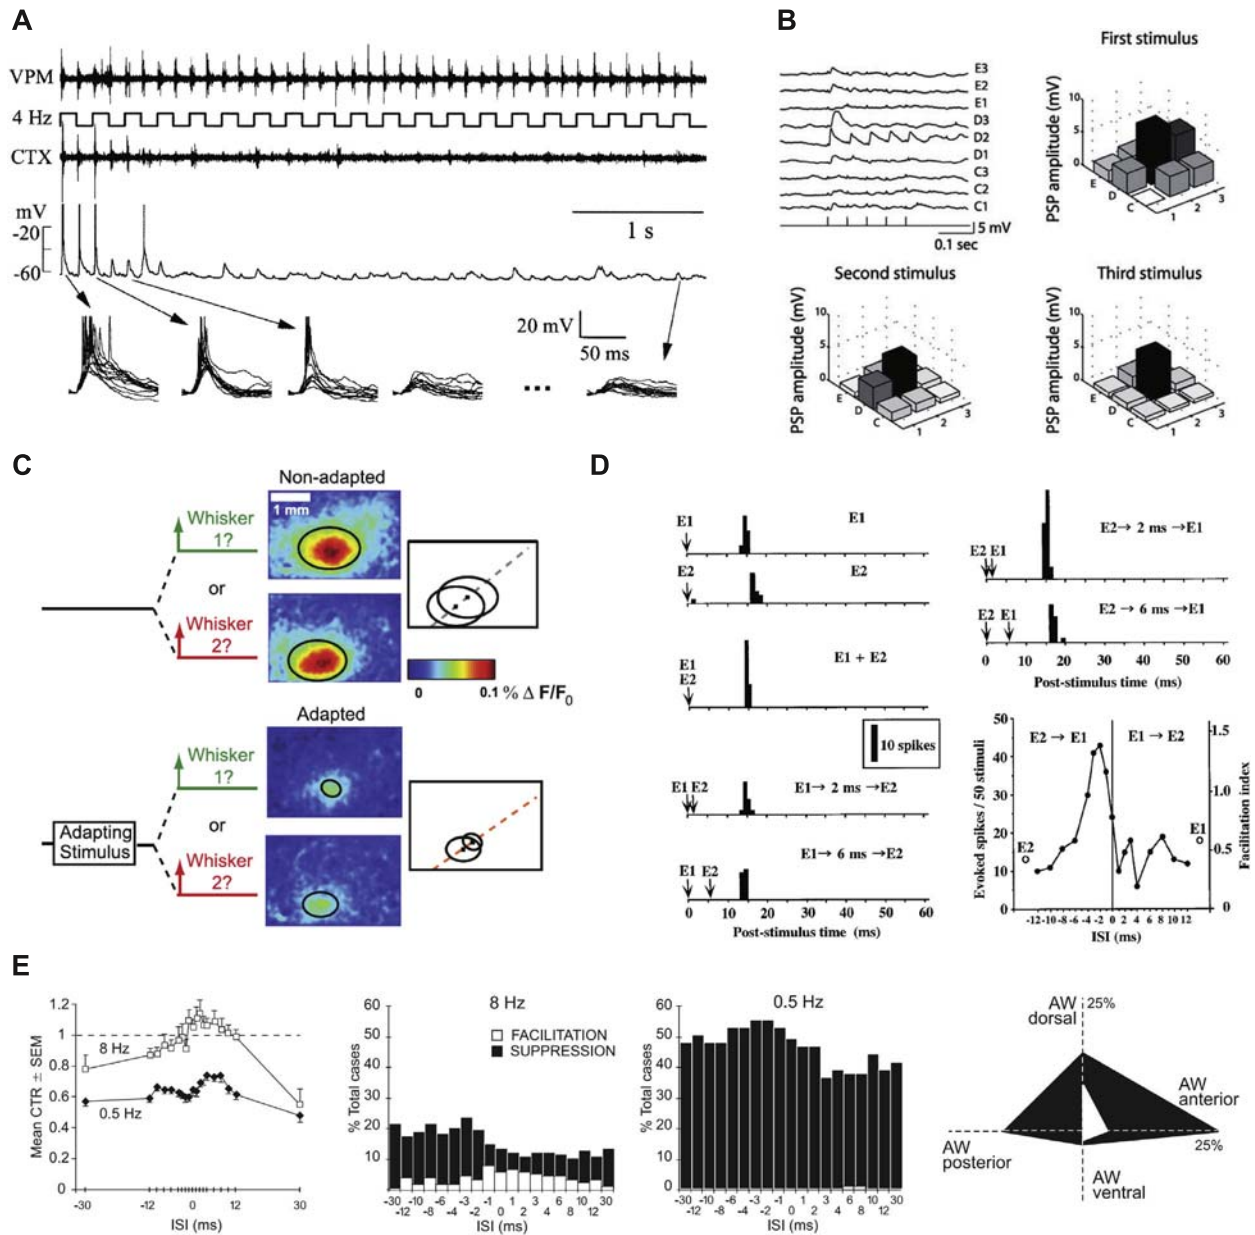 A
VPM
4 Hz
CTX
mV
-20
-60
1 s
20 mV
50 ms
B
E3
E2
E1
D3
D2
D1
C3
C2
C1
5 mV
0.1 sec
First stimulus
PSP amplitude (mV)
10
5
0
E
D
C
1
2
3
Second stimulus
PSP amplitude (mV)
10
5
0
E
D
C
1
2
3
Third stimulus
PSP amplitude (mV)
10
5
0
E
D
C
1
2
3
C
Non-adapted
1 mm
Whisker
1?
or
Whisker
2?
0 0.1 % Δ F/F0
Adapted
Whisker
1?
or
Whisker
2?
Adapting
Stimulus
D
E1
E1
E2
E2
E1
E2
E1 + E2
10 spikes
E1 E2
E1→ 2 ms →E2
E1 E2
E1→ 6 ms →E2
0 10 20 30 40 50 60
Post-stimulus time (ms)
E2→ 2 ms →E1
E2 E1
E2 → 6 ms →E1
E2 E1
0 10 20 30 40 50 60
Post-stimulus time (ms)
Evoked spikes / 50 stimuli
50
40
30
20
10
0
E2 → E1
E1 → E2
E2
E1
1.5
1.0
0.5
0
Facilitation index
-12 -10 -8 -6 -4 -2 0 2 4 6 8 10 12
ISI (ms)
E
Mean CTR ± SEM
1.2
1
0.8
0.6
0.4
0.2
0
8 Hz
0.5 Hz
-30 -12 0 12 30
ISI (ms)
8 Hz
% Total cases
60
50
40
30
20
10
FACILITATION
SUPPRESSION
-30 -10 -6 -3 -1 0 2 4 8 12
-12 -8 -4 -2 0 1 3 6 10 30
ISI (ms)
0.5 Hz
% Total cases
60
50
40
30
20
10
0
-30 -10 -6 -3 -1 1 3 6 10 30
-12 -8 -4 -2 0 2 4 8 12
ISI (ms)
AW
dorsal
25%
AW
anterior
25%
AW
posterior
AW
ventral